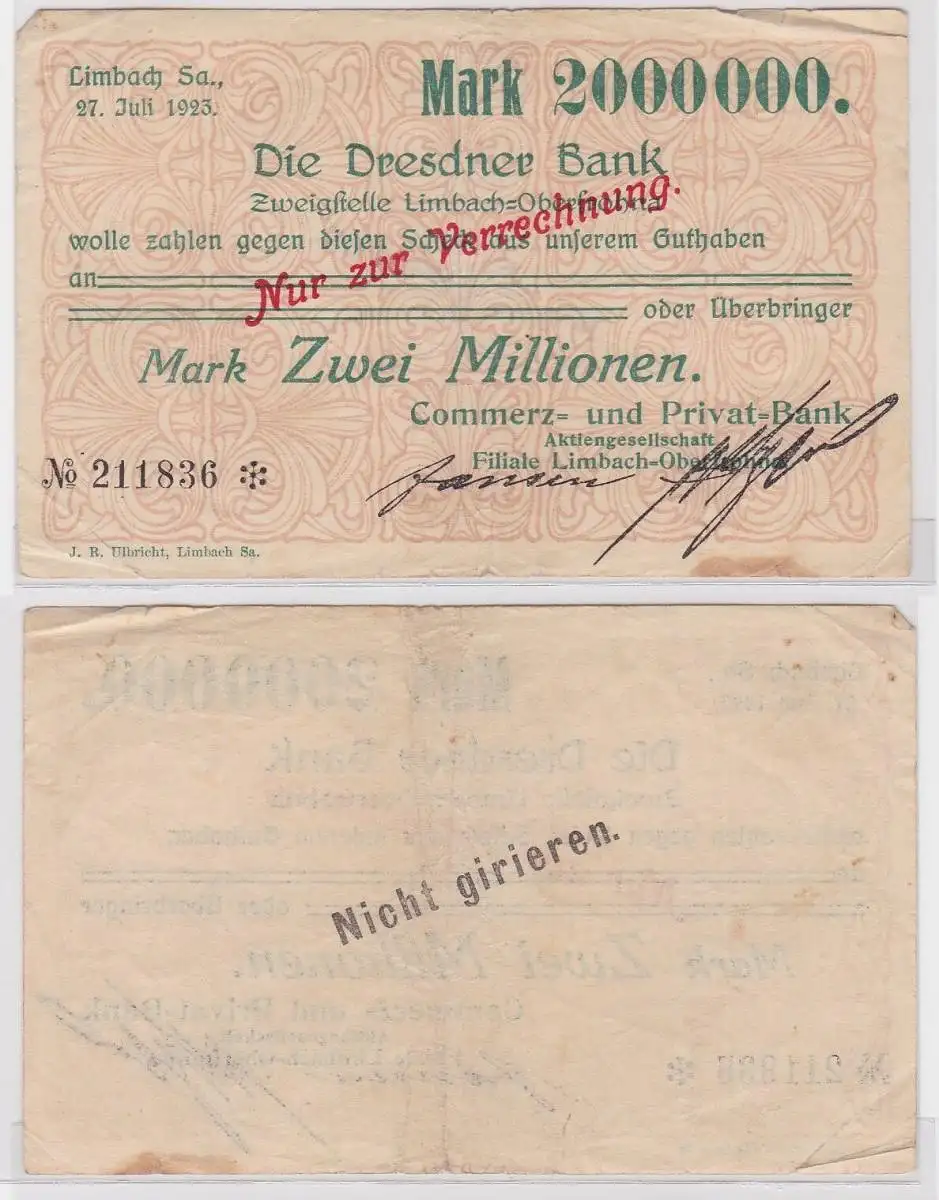 Limbach Sa.,
27. Juli 1923.
Mark 2000000.
Die Dresdner Bank
Zweigstelle Limbach=Oberfrohna
wolle zahlen gegen diesen Scheck aus unserem Guthaben
an
oder Überbringer
Nur zur Verrechnung.
Mark Zwei Millionen.
Commerz= und Privat=Bank
Aktiengesellschaft
Filiale Limbach=Oberfrohna
Jansen
№ 211836 *
J. R. Ulbricht, Limbach Sa.
Nicht girieren.